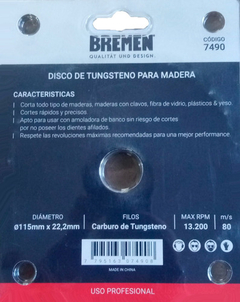 BREMEN
QUALITÄT UND DESIGN
CÓDIGO
7490
DISCO DE TUNGSTENO PARA MADERA
CARACTERISTICAS
Corta todo tipo de maderas, maderas con clavos, fibra de vidrio, plásticos & yeso.
Cortes rápidos y precisos.
Apto para usar con amoladora de banco sin riesgo de cortes
por no poseer los dientes afilados.
Respete las revoluciones máximas recomendadas para una mejor performance.
DIÁMETRO
FILOS
MAX RPM
m/s
ø115mm x 22,2mm
Carburo de Tungsteno
13.200
80
MADE IN CHINA
USO PROFESIONAL